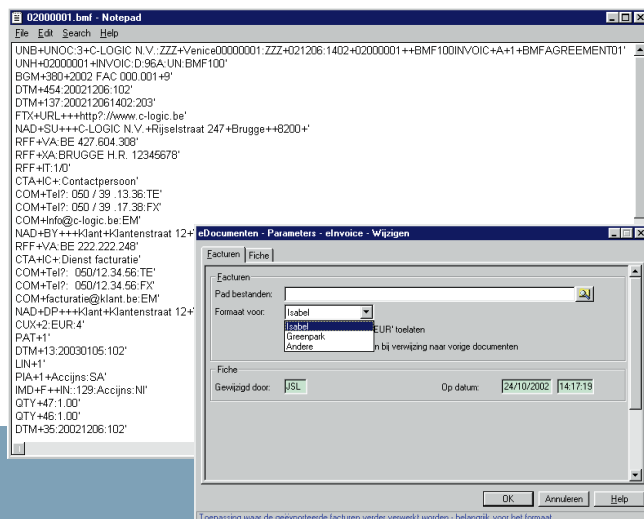 02000001.bmf - Notepad
File Edit Search Help
UNB+UNOC:3+C-LOGIC N.V.:ZZZ+Venice00000001:ZZZ+021206:1402+02000001++BMF100INVOIC+A+1+BMFAGREEMENT01'
UNH+02000001+INVOIC:D:96A:UN:BMF100'
BGM+380+2002 FAC 000.001+9'
DTM+454:20021206:102'
DTM+137:200212061402:203'
FTX+URL+++http?://www.c-logic.be'
NAD+SU+++C-LOGIC N.V.+Rijselstraat 247+Brugge++8200+'
RFF+VA:BE 427.604.308'
RFF+XA:BRUGGE H.R. 12345678'
RFF+IT:1/0'
CTA+IC+:Contactpersoon'
COM+Tel?: 050 / 39 .13.36:TE'
COM+Tel?: 050 / 39 .17.38:FX'
COM+Info@c-logic.be:EM'
NAD+BY+++Klant+Klantenstraat 12+
RFF+VA:BE 222.222.248'
CTA+IC+:Dienst facturatie'
COM+Tel?: 050/12.34.56:TE'
COM+Tel?: 050/12.34.56:FX'
COM+facturatie@klant.be:EM'
NAD+DP+++Klant+Klantenstraat 12+
CUX+2:EUR:4'
PAT+1'
DTM+13:20030105:102'
LIN+1'
PIA+1+Accijns:SA'
IMD+F++IN::129:Accijns:NI'
QTY+47:1.00'
QTY+46:1.00'
DTM+35:20021206:102'
eDocumenten - Parameters - eInvoice - Wijzigen
Facturen Fiche
Facturen
Pad bestanden:
Formaat voor: Isabel
Isabel
Greenpark
Andere
EUR' toelaten
n bij verwijzing naar vorige documenten
Fiche
Gewijzigd door: JSL Op datum: 24/10/2002 14:17:19
OK Annuleren Help
Toepassing waar de geëxporteerde facturen verder verwerkt worden - belangrijk voor het formaat